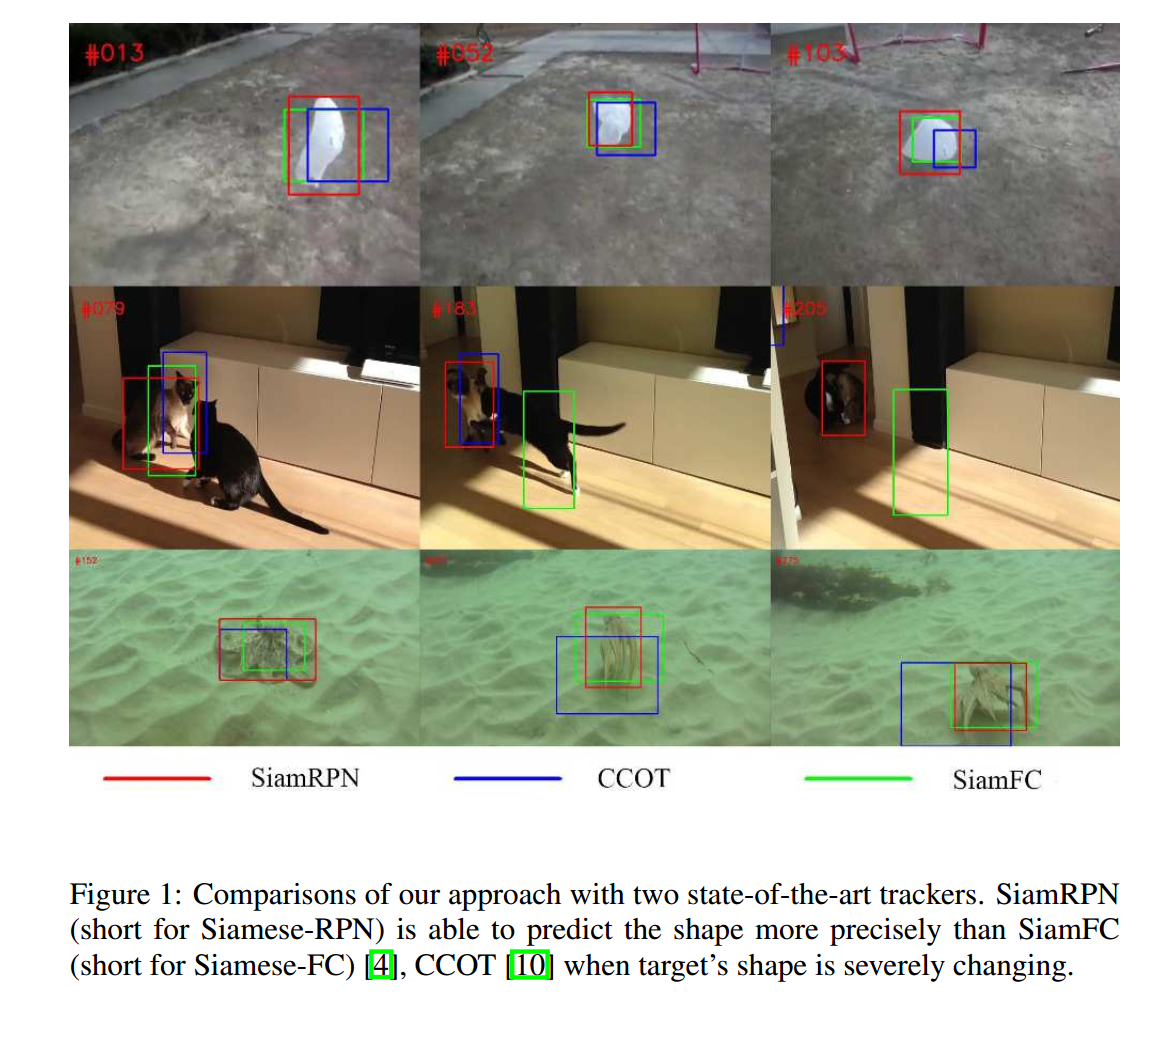 #013
#052
#103
#079
#183
#205
#152
SiamRPN
CCOT
SiamFC
Figure 1: Comparisons of our approach with two state-of-the-art trackers. SiamRPN
(short for Siamese-RPN) is able to predict the shape more precisely than SiamFC
(short for Siamese-FC) [4], CCOT [10] when target's shape is severely changing.